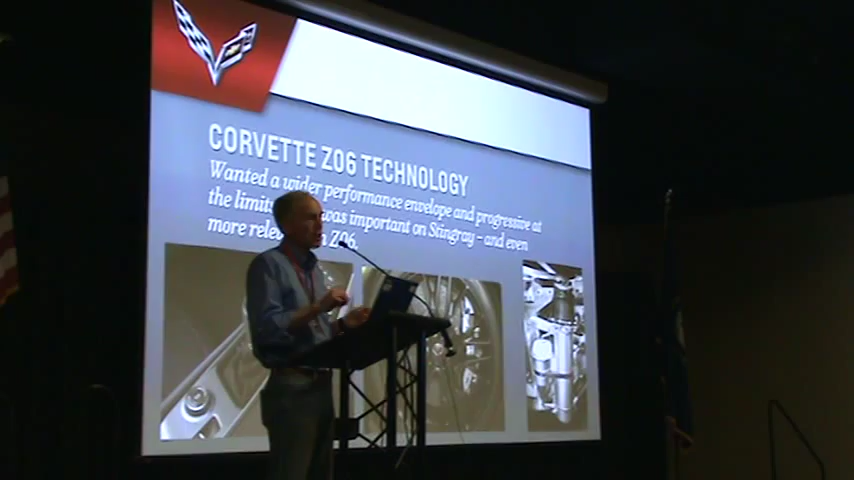 CORVETTE Z06 TECHNOLOGY
Wanted a wider performance envelope and progressive at
the limit was important on Stingray – and even
more Z06.